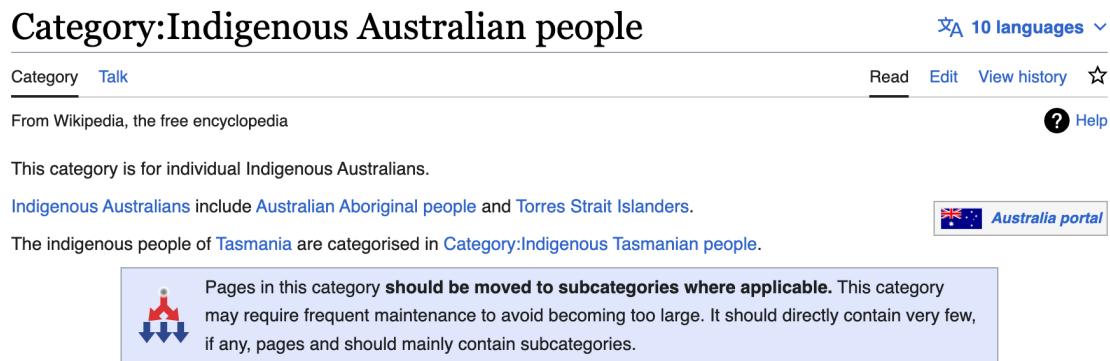 Category:Indigenous Australian people
10 languages
Category Talk Read Edit View history
From Wikipedia, the free encyclopedia
Help
This category is for individual Indigenous Australians.
Indigenous Australians include Australian Aboriginal people and Torres Strait Islanders.
Australia portal
The indigenous people of Tasmania are categorised in Category:Indigenous Tasmanian people.
Pages in this category should be moved to subcategories where applicable. This category
may require frequent maintenance to avoid becoming too large. It should directly contain very few,
if any, pages and should mainly contain subcategories.